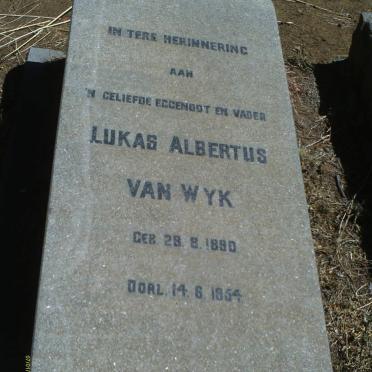 IN TERE HERINNERING
AAN
'N GELIEFDE EGGENOOT EN VADER
LUKAS ALBERTUS
VAN WYK
GEB. 29. 8. 1890
OORL. 14. 6. 1954